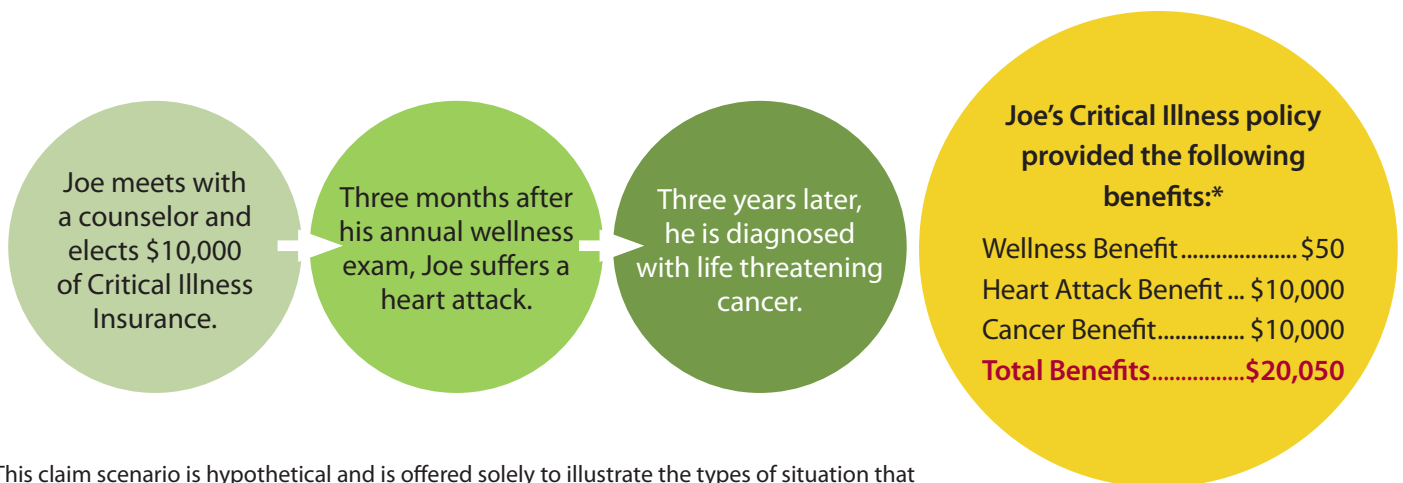 Joe meets with
a counselor and
elects $10,000
of Critical Illness
Insurance.
Three months after
his annual wellness
exam, Joe suffers a
heart attack.
Three years later,
he is diagnosed
with life threatening
cancer.
Joe’s Critical Illness policy
provided the following
benefits:*
Wellness Benefit.................... $50
Heart Attack Benefit ... $10,000
Cancer Benefit............... $10,000
Total Benefits................$20,050
This claim scenario is hypothetical and is offered solely to illustrate the types of situation that